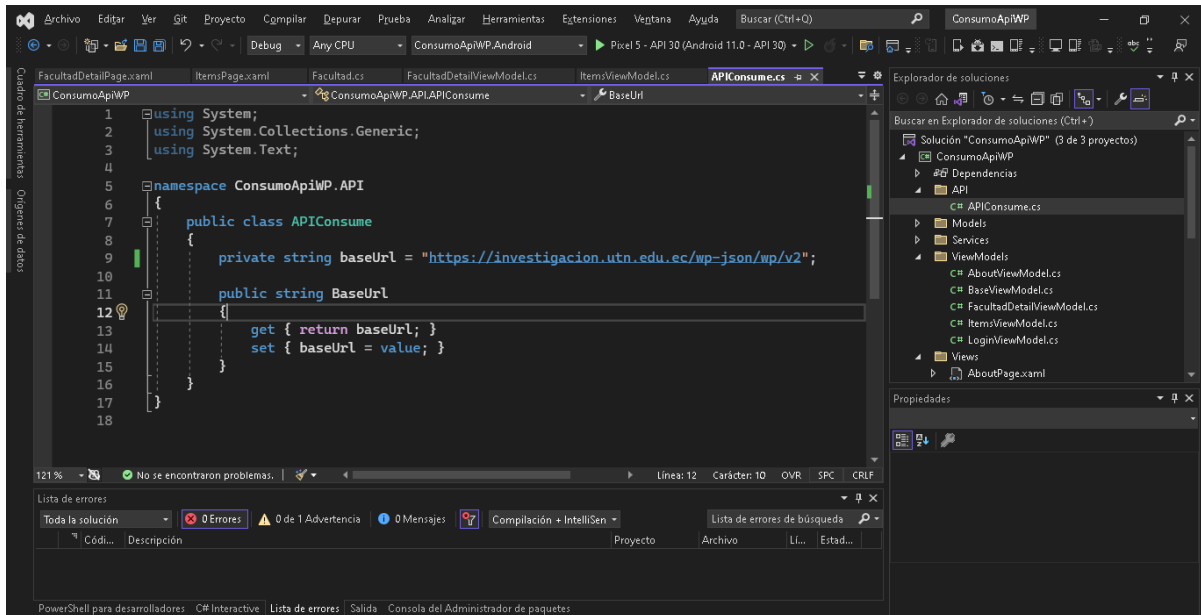 Archivo Editar Ver Git Proyecto Compilar Depurar Prueba Analizar Herramientas Extensiones Ventana Ayuda Buscar (Ctrl+Q) ConsumoApiWP
Debug Any CPU ConsumoApiWP.Android Pixel 5 - API 30 (Android 11.0 - API 30)
Cuadro de herramientas
Orígenes de datos
FacultadDetailPage.xaml ItemsPage.xaml Facultad.cs FacultadDetailViewModel.cs ItemsViewModel.cs APIConsume.cs
ConsumoApiWP ConsumoApiWP.API.APIConsume BaseUrl
1 using System;
2 using System.Collections.Generic;
3 using System.Text;
4
5 namespace ConsumoApiWP.API
6 {
7 public class APIConsume
8 {
9 private string baseUrl = "https://investigacion.utn.edu.ec/wp-json/wp/v2";
10
11 public string BaseUrl
12 {
13 get { return baseUrl; }
14 set { baseUrl = value; }
15 }
16 }
17 }
18
121 % No se encontraron problemas. Línea: 12 Carácter: 10 OVR SPC CRLF
Lista de errores
Toda la solución 0 Errores 0 de 1 Advertencia 0 Mensajes Compilación + IntelliSen Lista de errores de búsqueda
Códi... Descripción Proyecto Archivo Lí... Estad...
PowerShell para desarrolladores C# Interactive Lista de errores Salida Consola del Administrador de paquetes
Explorador de soluciones
Buscar en Explorador de soluciones (Ctrl+´)
Solución "ConsumoApiWP" (3 de 3 proyectos)
C# ConsumoApiWP
Dependencias
API
C# APIConsume.cs
Models
Services
ViewModels
C# AboutViewModel.cs
C# BaseViewModel.cs
C# FacultadDetailViewModel.cs
C# ItemsViewModel.cs
C# LoginViewModel.cs
Views
AboutPage.xaml
Propiedades